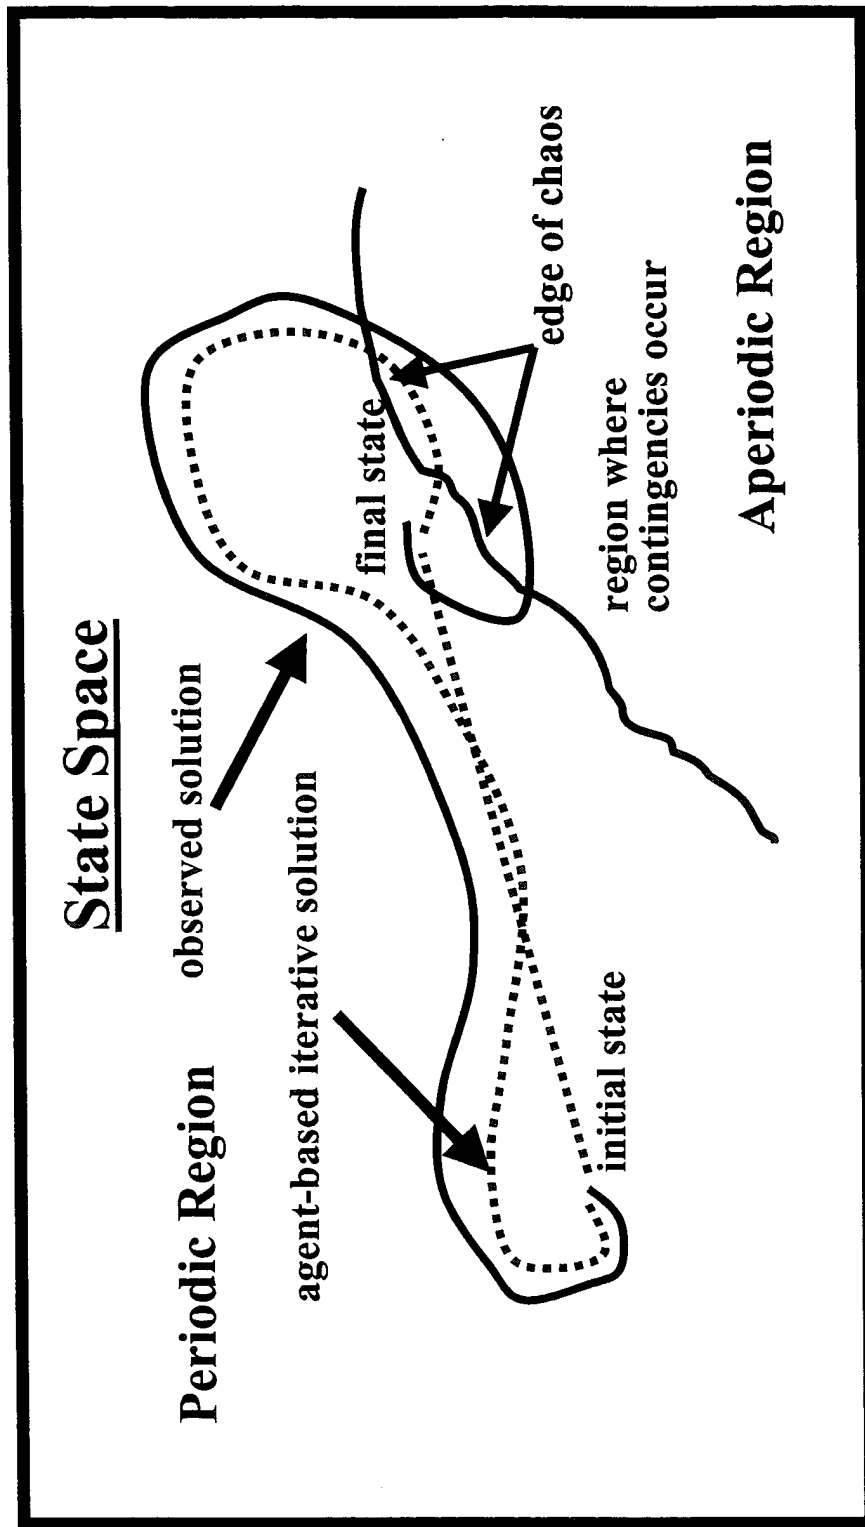 State Space
Periodic Region
observed solution
agent-based iterative solution
final state
initial state
edge of chaos
region where
contingencies occur
Aperiodic Region